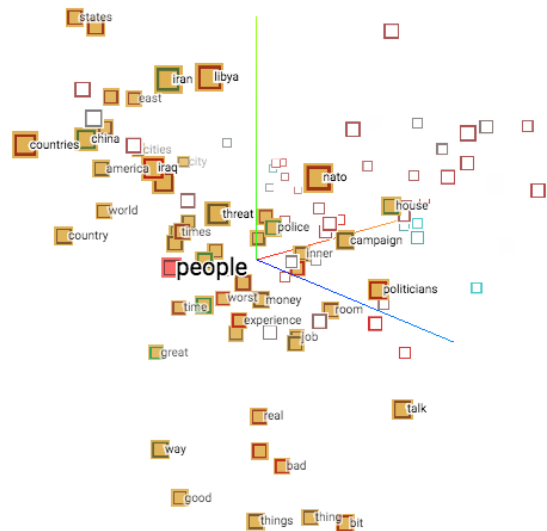 states
iran
libya
east
china
countries
cities
city
america
iraq
nato
world
threat
house
times
police
country
campaign
inner
people
politicians
worst
money
time
room
experience
job
great
talk
real
way
bad
good
things
thing
bit